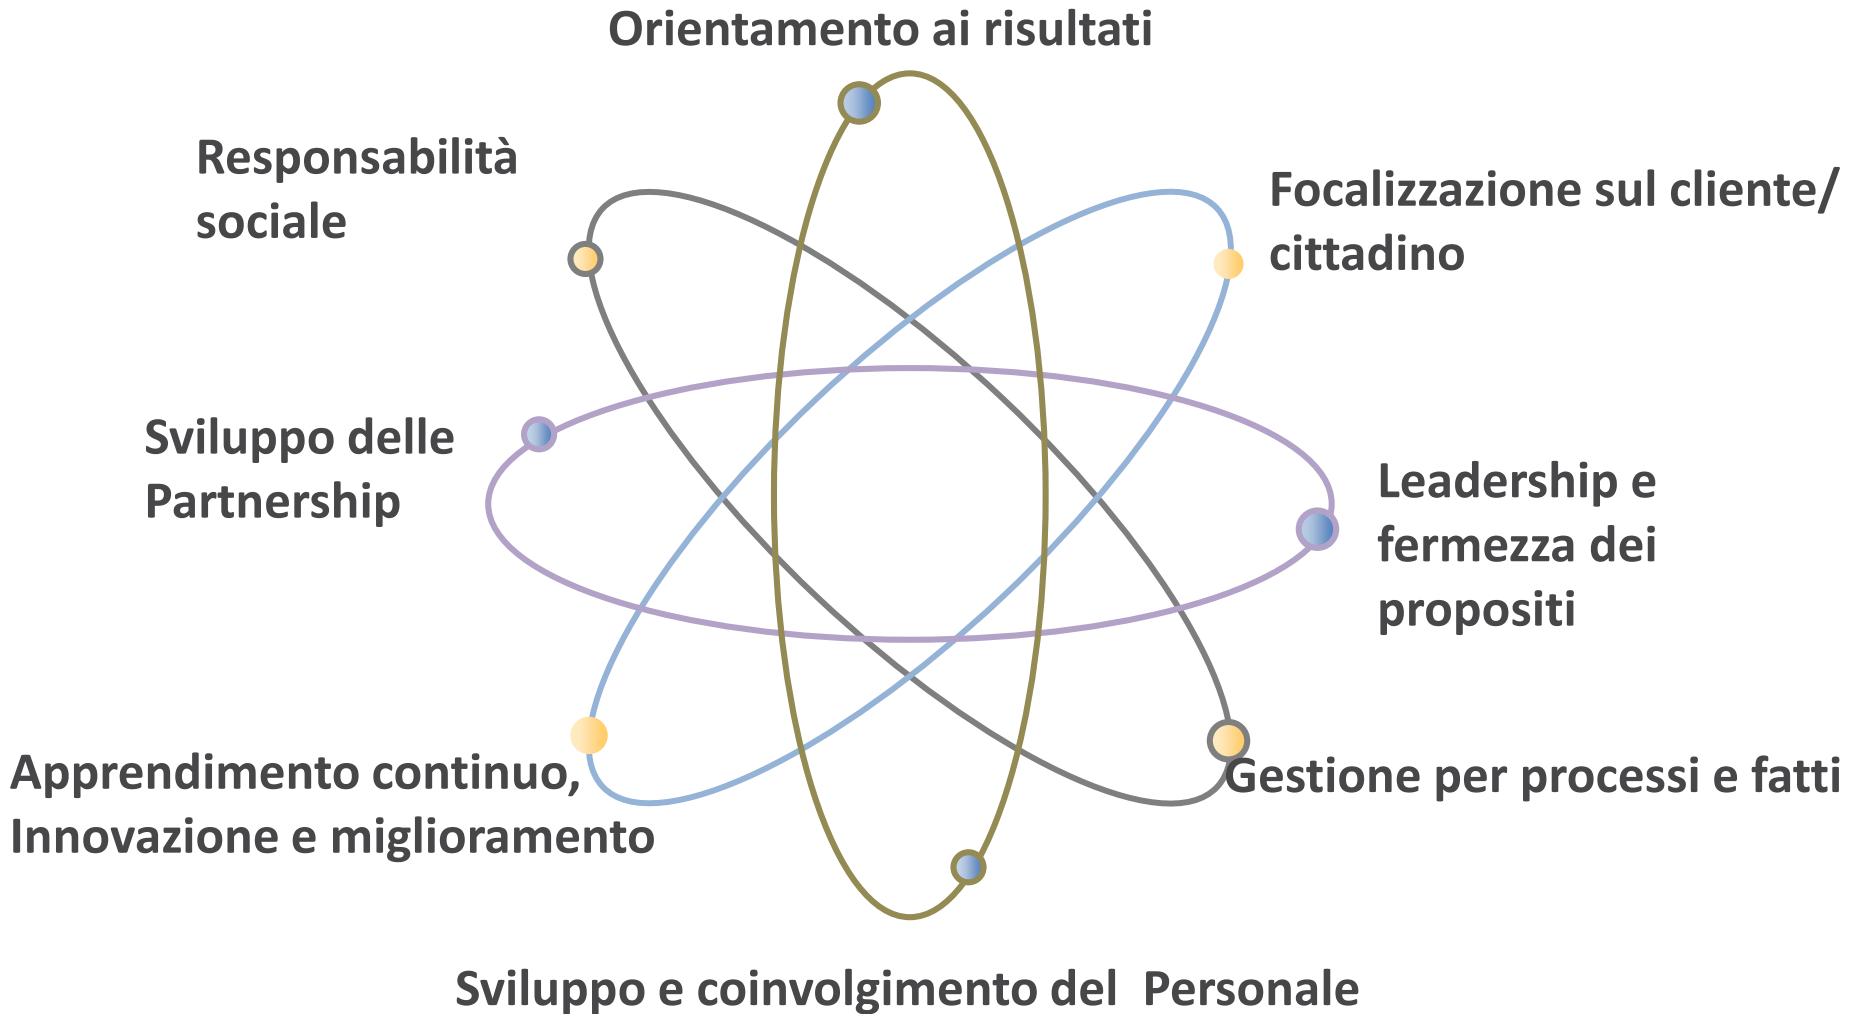 Orientamento ai risultati
Responsabilità
sociale
Focalizzazione sul cliente/
cittadino
Sviluppo delle
Partnership
Leadership e
fermezza dei
propositi
Apprendimento continuo,
Innovazione e miglioramento
Gestione per processi e fatti
Sviluppo e coinvolgimento del  Personale